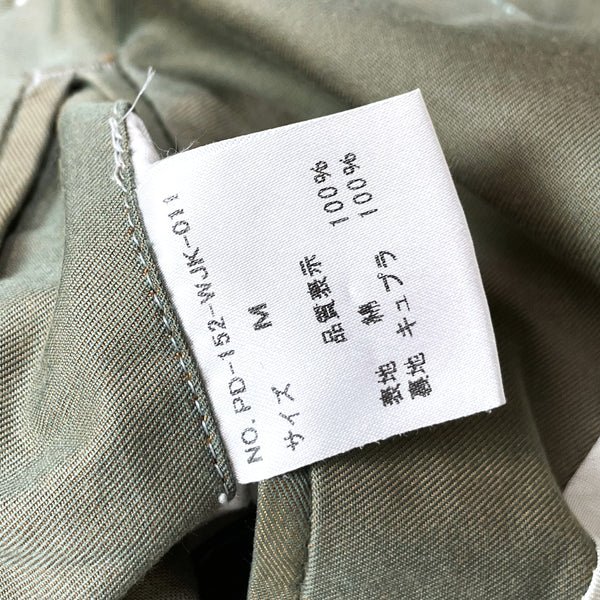 NO.PD-152-WJK-011
サイズ M
品質表示
表地 綿 100%
裏地 キュプラ 100%